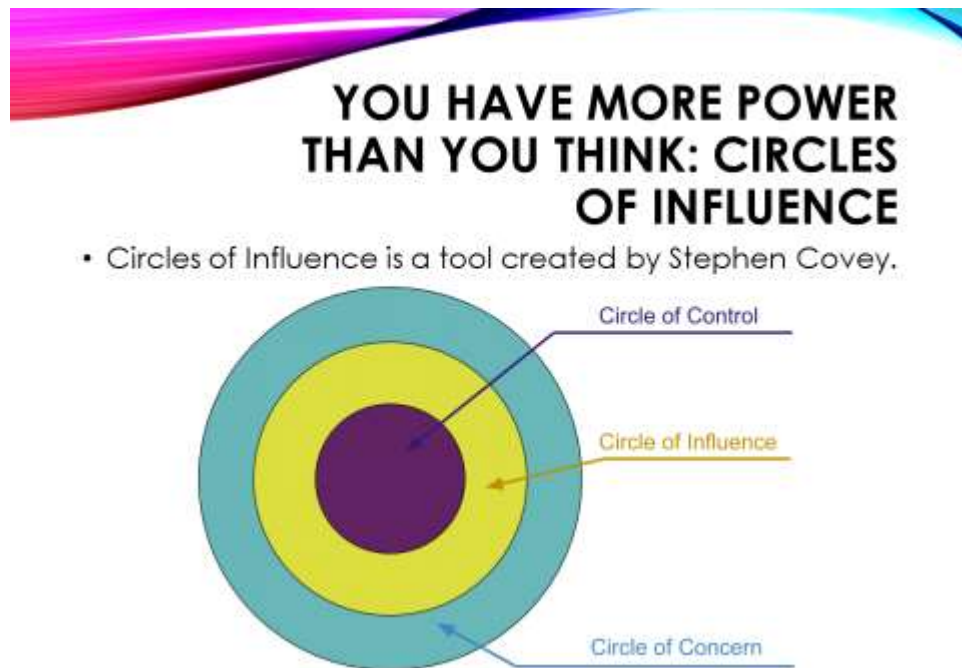 YOU HAVE MORE POWER
THAN YOU THINK: CIRCLES
OF INFLUENCE
• Circles of Influence is a tool created by Stephen Covey.
Circle of Control
Circle of Influence
Circle of Concern